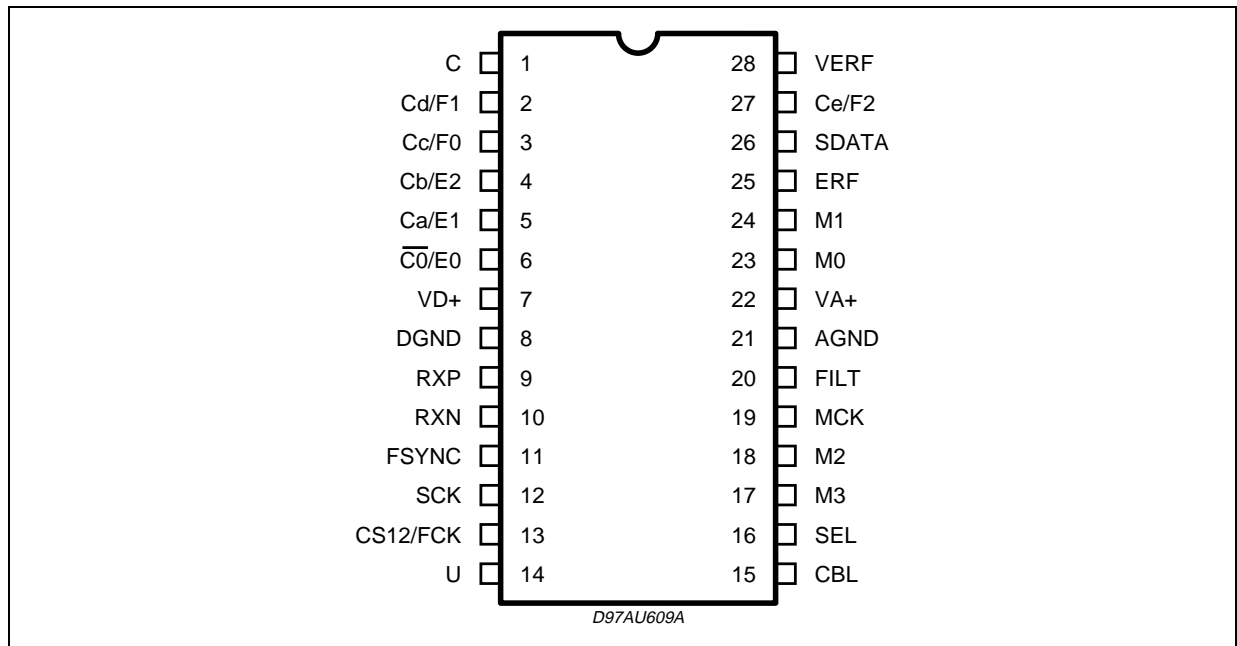 C 1 28 VERF
Cd/F1 2 27 Ce/F2
Cc/F0 3 26 SDATA
Cb/E2 4 25 ERF
Ca/E1 5 24 M1
C̅0̅/E0 6 23 M0
VD+ 7 22 VA+
DGND 8 21 AGND
RXP 9 20 FILT
RXN 10 19 MCK
FSYNC 11 18 M2
SCK 12 17 M3
CS12/FCK 13 16 SEL
U 14 15 CBL
D97AU609A